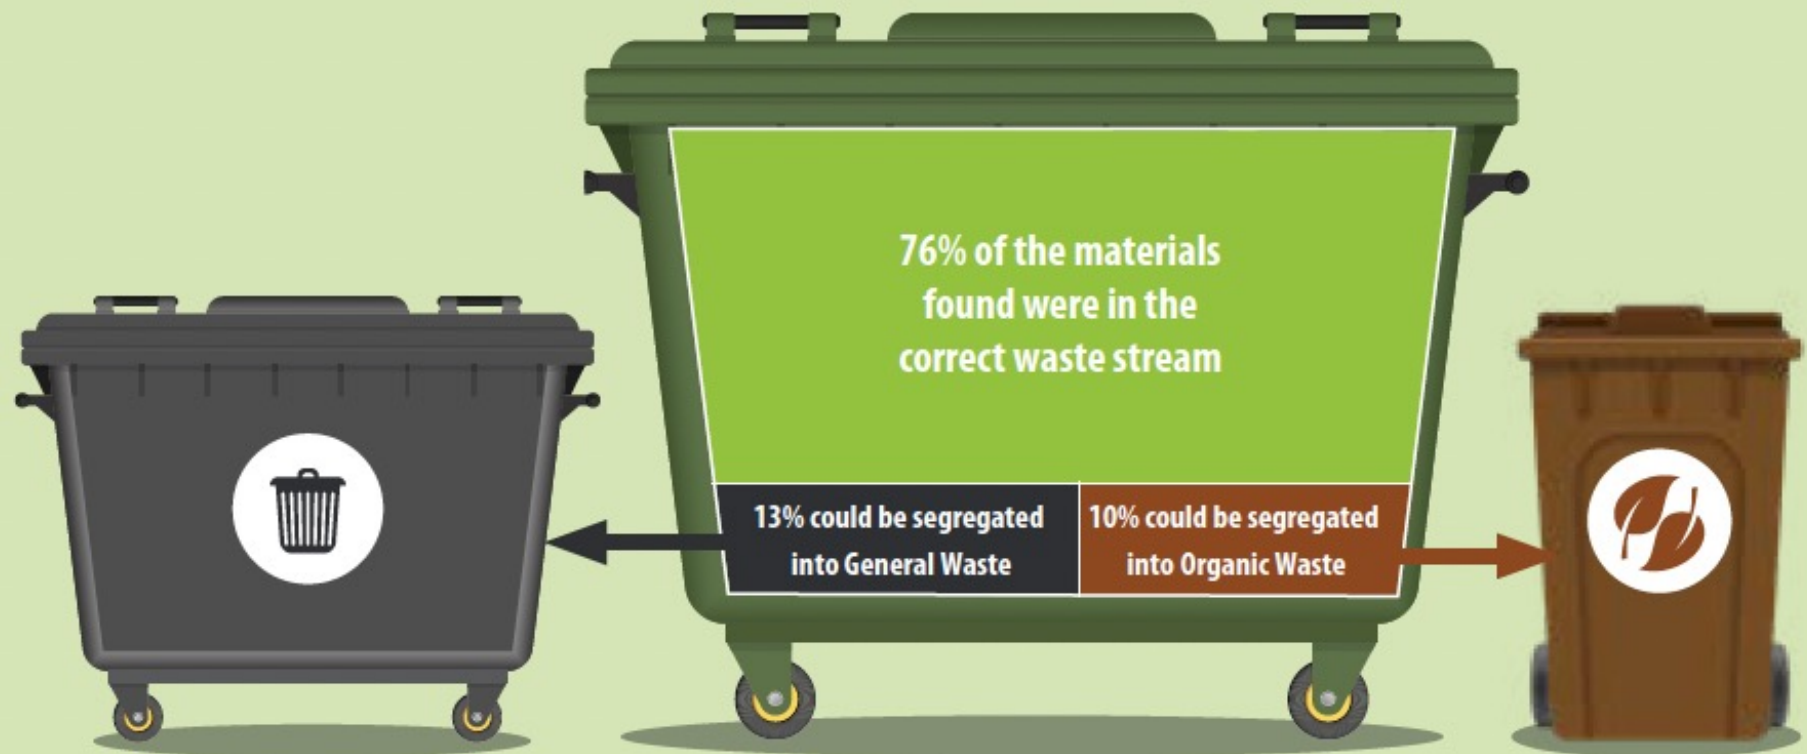 76% of the materials
found were in the
correct waste stream
13% could be segregated
into General Waste
10% could be segregated
into Organic Waste